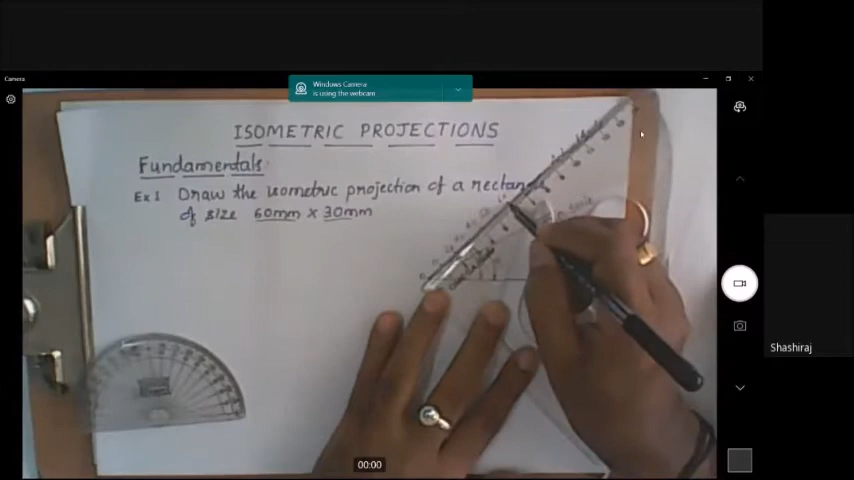 Camera
Windows Camera
is using the webcam
ISOMETRIC PROJECTIONS
Fundamentals:
Ex 1 Draw the isometric projection of a rectangle
of size 60mm x 30mm
Shashiraj
00:00